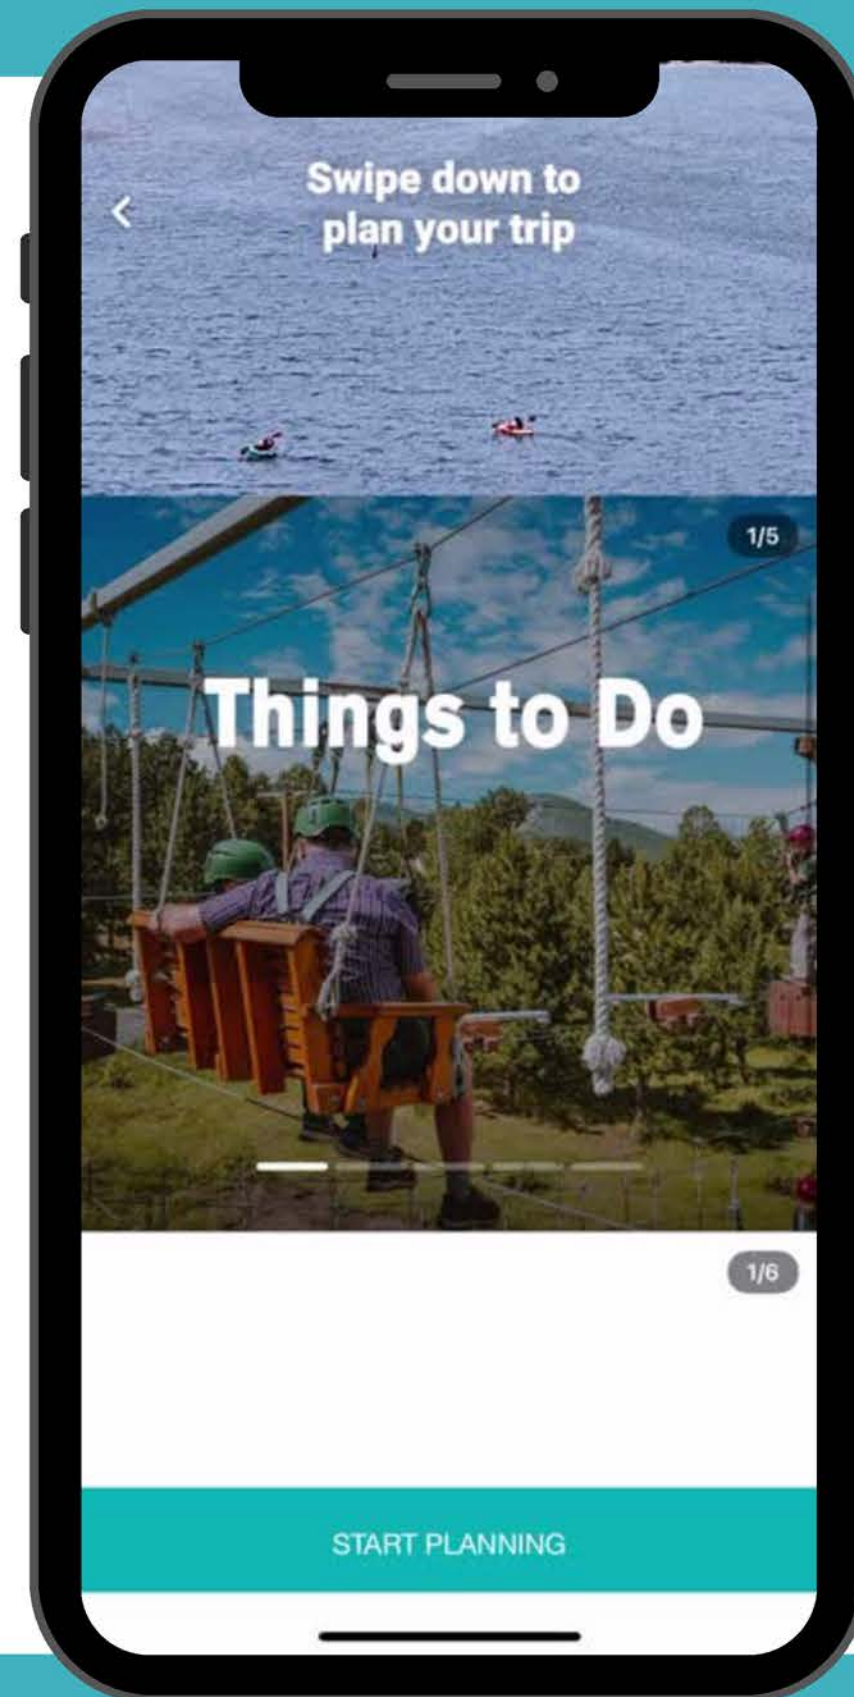 Swipe down to
plan your trip
1/5
Things to Do
1/6
START PLANNING